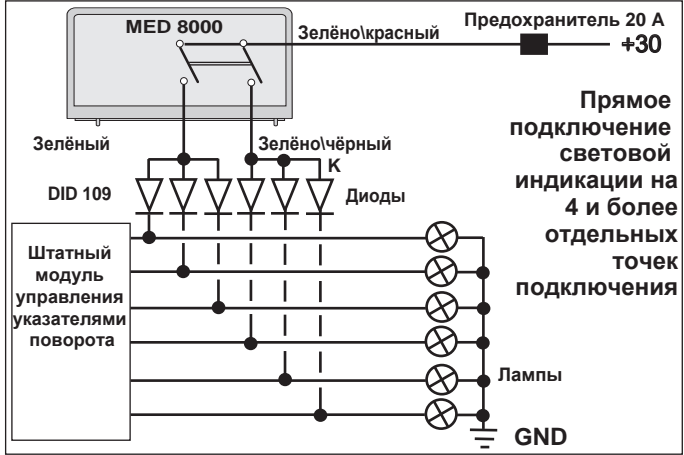 MED 8000
Предохранитель 20 А
Зелёно\красный
+30
Прямое
подключение
световой
индикации на
4 и более
отдельных
точек
подключения
Зелёный
Зелёно\чёрный
K
DID 109
Диоды
Штатный
модуль
управления
указателями
поворота
Лампы
GND